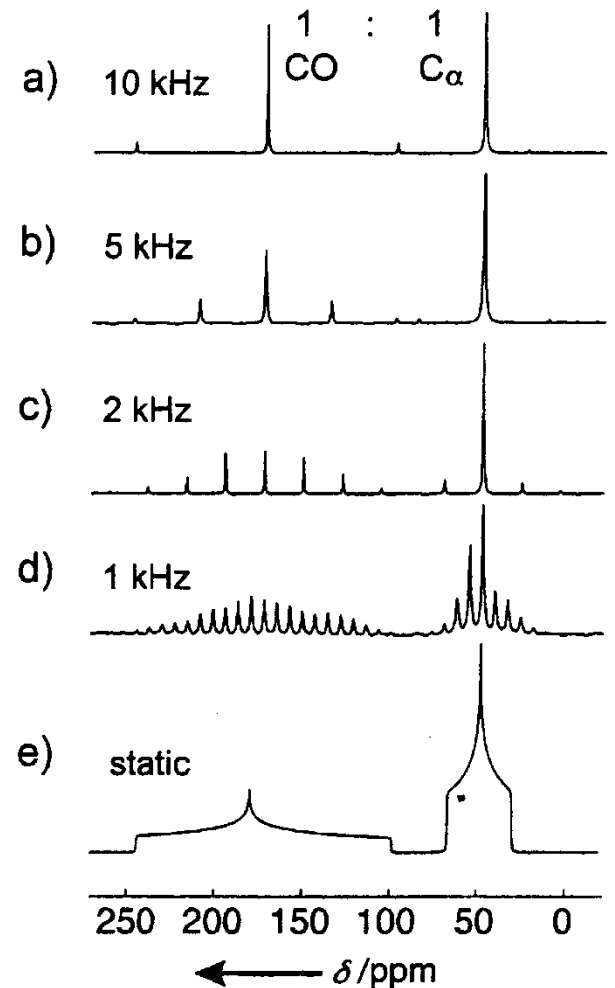 1 : 1
CO Cα
a) 10 kHz
b) 5 kHz
c) 2 kHz
d) 1 kHz
e) static
250 200 150 100 50 0
δ /ppm